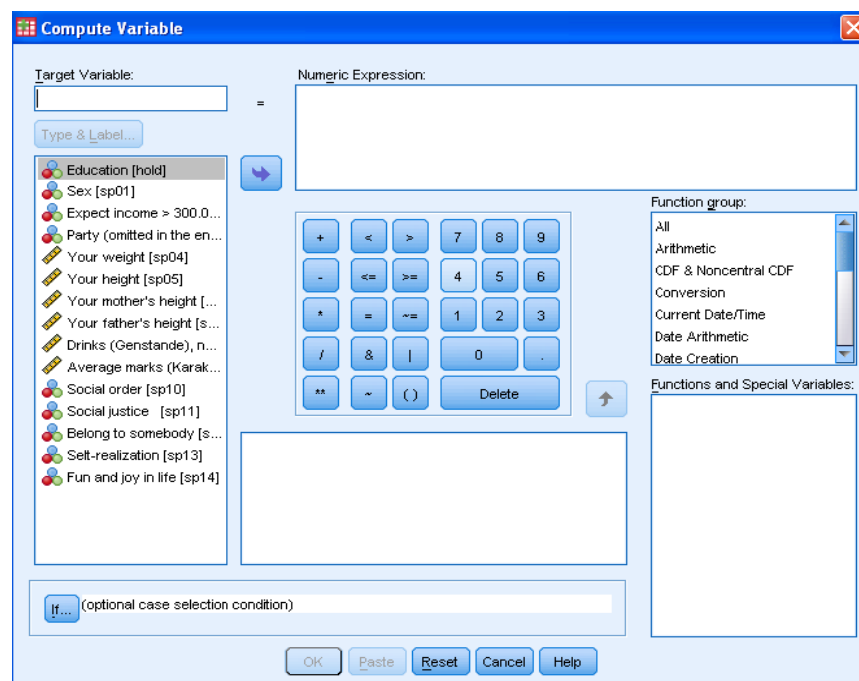 Compute Variable
Target Variable:
=
Type & Label...
Numeric Expression:
Education [hold]
Sex [sp01]
Expect income > 300.0...
Party (omitted in the en...
Your weight [sp04]
Your height [sp05]
Your mother's height [...
Your father's height [s...
Drinks (Genstande), n...
Average marks (Karak...
Social order [sp10]
Social justice [sp11]
Belong to somebody [s...
Self-realization [sp13]
Fun and joy in life [sp14]
+ < > 7 8 9
- <= >= 4 5 6
* = ~= 1 2 3
/ & | 0 .
** ~ ( ) Delete
Function group:
All
Arithmetic
CDF & Noncentral CDF
Conversion
Current Date/Time
Date Arithmetic
Date Creation
Functions and Special Variables:
If... (optional case selection condition)
OK Paste Reset Cancel Help